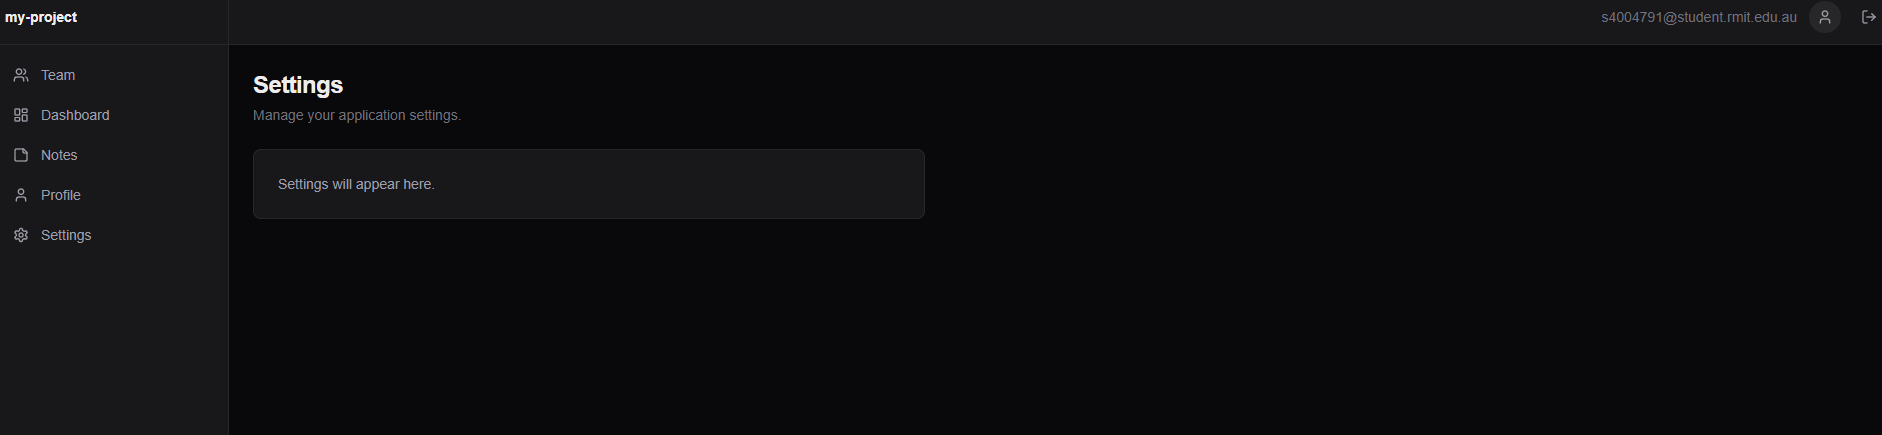 my-project
s4004791@student.rmit.edu.au
Team
Dashboard
Notes
Profile
Settings
Settings
Manage your application settings.
Settings will appear here.